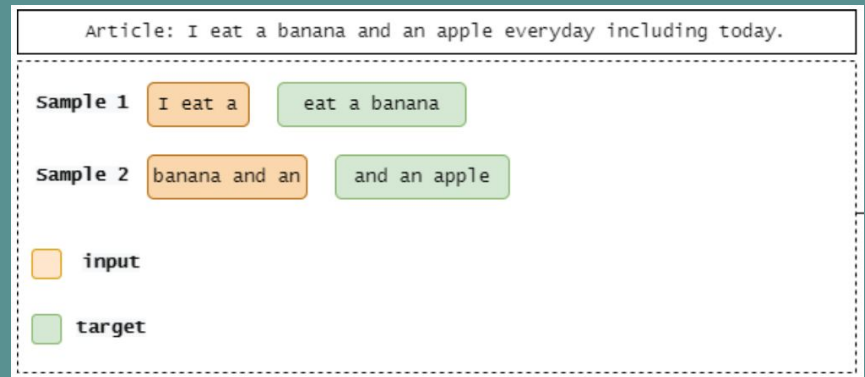 Article: I eat a banana and an apple everyday including today.
Sample 1 I eat a eat a banana
Sample 2 banana and an and an apple
input
target